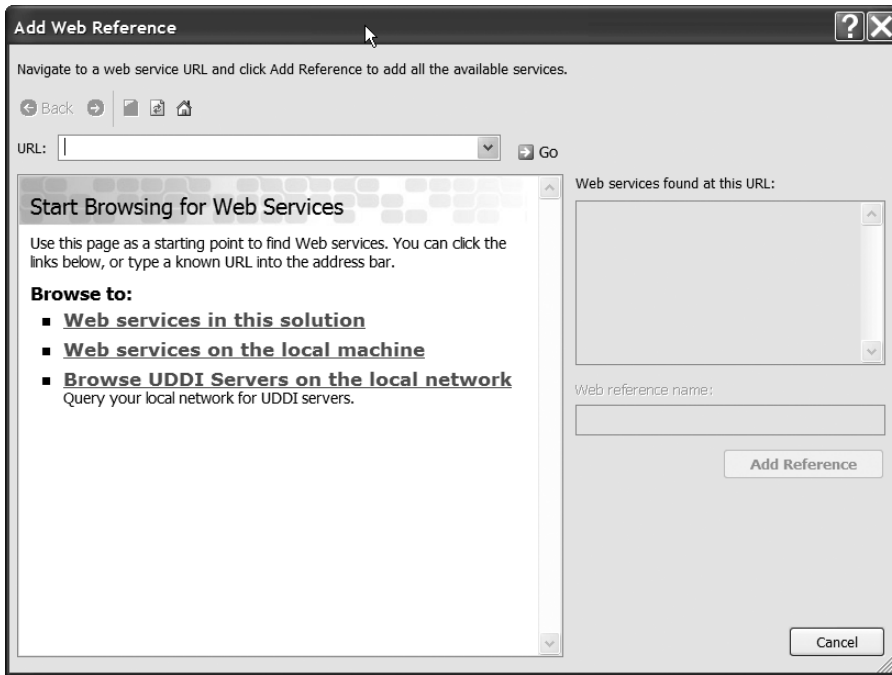 Add Web Reference
Navigate to a web service URL and click Add Reference to add all the available services.
Back
URL:
Go
Start Browsing for Web Services
Use this page as a starting point to find Web services. You can click the
links below, or type a known URL into the address bar.
Browse to:
Web services in this solution
Web services on the local machine
Browse UDDI Servers on the local network
Query your local network for UDDI servers.
Web services found at this URL:
Web reference name:
Add Reference
Cancel